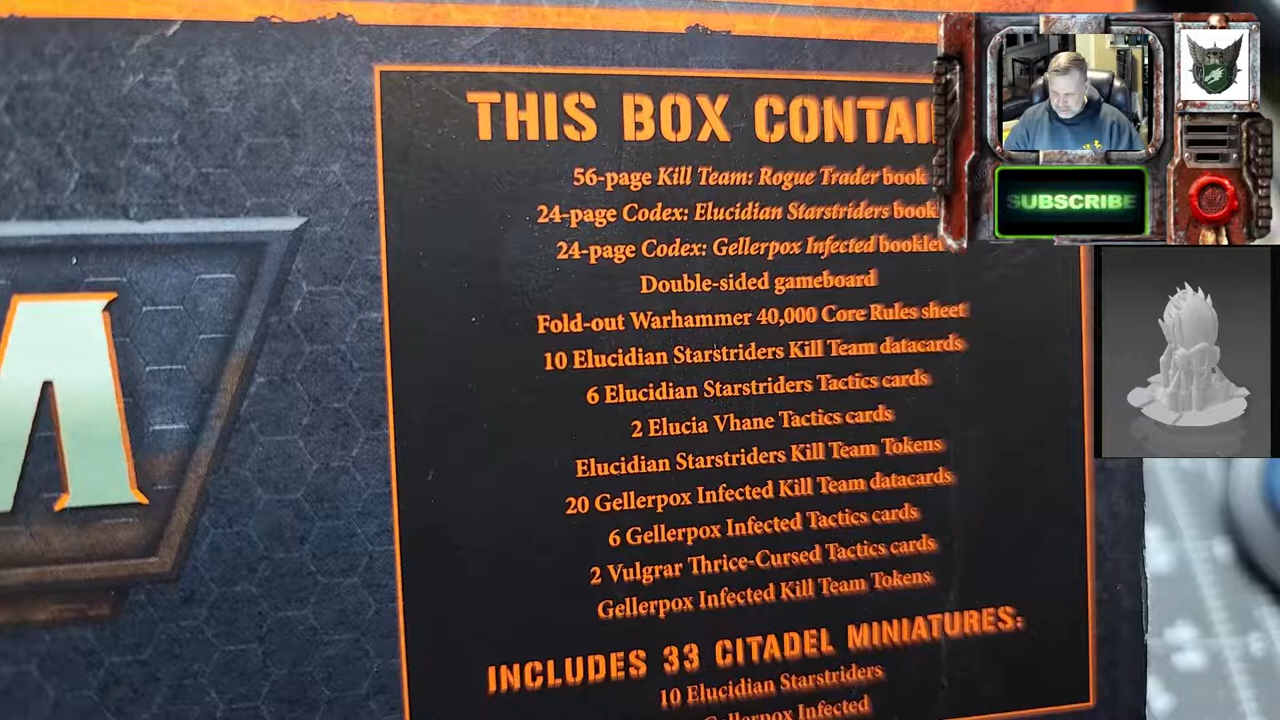 THIS BOX CONTAI
56-page Kill Team: Rogue Trader book
24-page Codex: Elucidian Starstriders book
24-page Codex: Gellerpox Infected booklet
Double-sided gameboard
Fold-out Warhammer 40,000 Core Rules sheet
10 Elucidian Starstriders Kill Team datacards
6 Elucidian Starstriders Tactics cards
2 Elucia Vhane Tactics cards
Elucidian Starstriders Kill Team Tokens
20 Gellerpox Infected Kill Team datacards
6 Gellerpox Infected Tactics cards
2 Vulgrar Thrice-Cursed Tactics cards
Gellerpox Infected Kill Team Tokens
INCLUDES 33 CITADEL MINIATURES:
10 Elucidian Starstriders
Gellerpox Infected
SUBSCRIBE